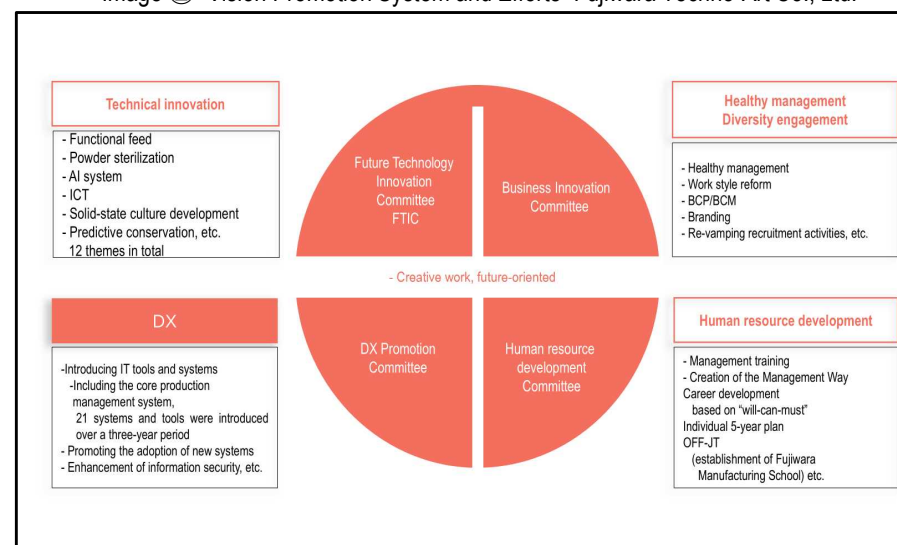 Technical innovation
- Functional feed
- Powder sterilization
- AI system
- ICT
- Solid-state culture development
- Predictive conservation, etc.
12 themes in total
Future Technology
Innovation
Committee
FTIC
Business Innovation
Committee
Healthy management
Diversity engagement
- Healthy management
- Work style reform
- BCP/BCM
- Branding
- Re-vamping recruitment activities, etc.
- Creative work, future-oriented
DX
-Introducing IT tools and systems
-Including the core production
management system,
21 systems and tools were introduced
over a three-year period
- Promoting the adoption of new systems
- Enhancement of information security, etc.
DX Promotion
Committee
Human resource
development
Committee
Human resource development
- Management training
- Creation of the Management Way
Career development
based on “will-can-must”
Individual 5-year plan
OFF-JT
(establishment of Fujiwara
Manufacturing School) etc.